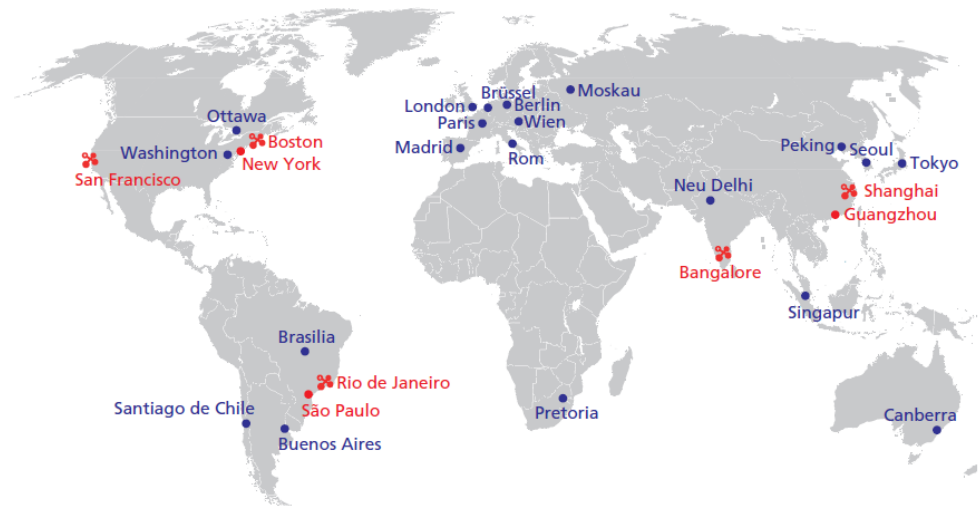 Ottawa
Boston
Washington
New York
San Francisco
Brasilia
Rio de Janeiro
Santiago de Chile
São Paulo
Buenos Aires
Moskau
Brüssel
London
Berlin
Paris
Wien
Madrid
Rom
Pretoria
Peking
Seoul
Tokyo
Neu Delhi
Shanghai
Guangzhou
Bangalore
Singapur
Canberra